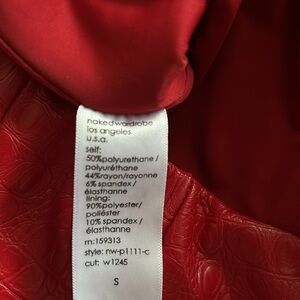 nakedwardrobe
los angeles
u.s.a.
self:
50%polyurethane /
polyuréthane
44%rayon/rayonne
6% spandex /
élasthanne
lining:
90%polyester/
poliéster
10% spandex /
élasthanne
rn:159313
style: nw-p1111-c
cut: w1245
S